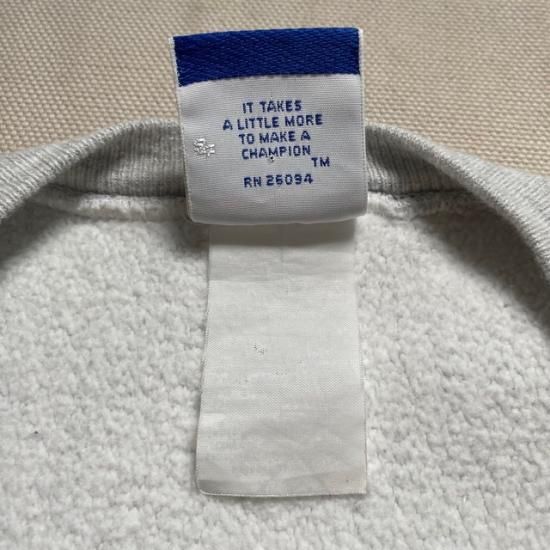 IT TAKES
A LITTLE MORE
TO MAKE A
CHAMPION ™
RN 26094